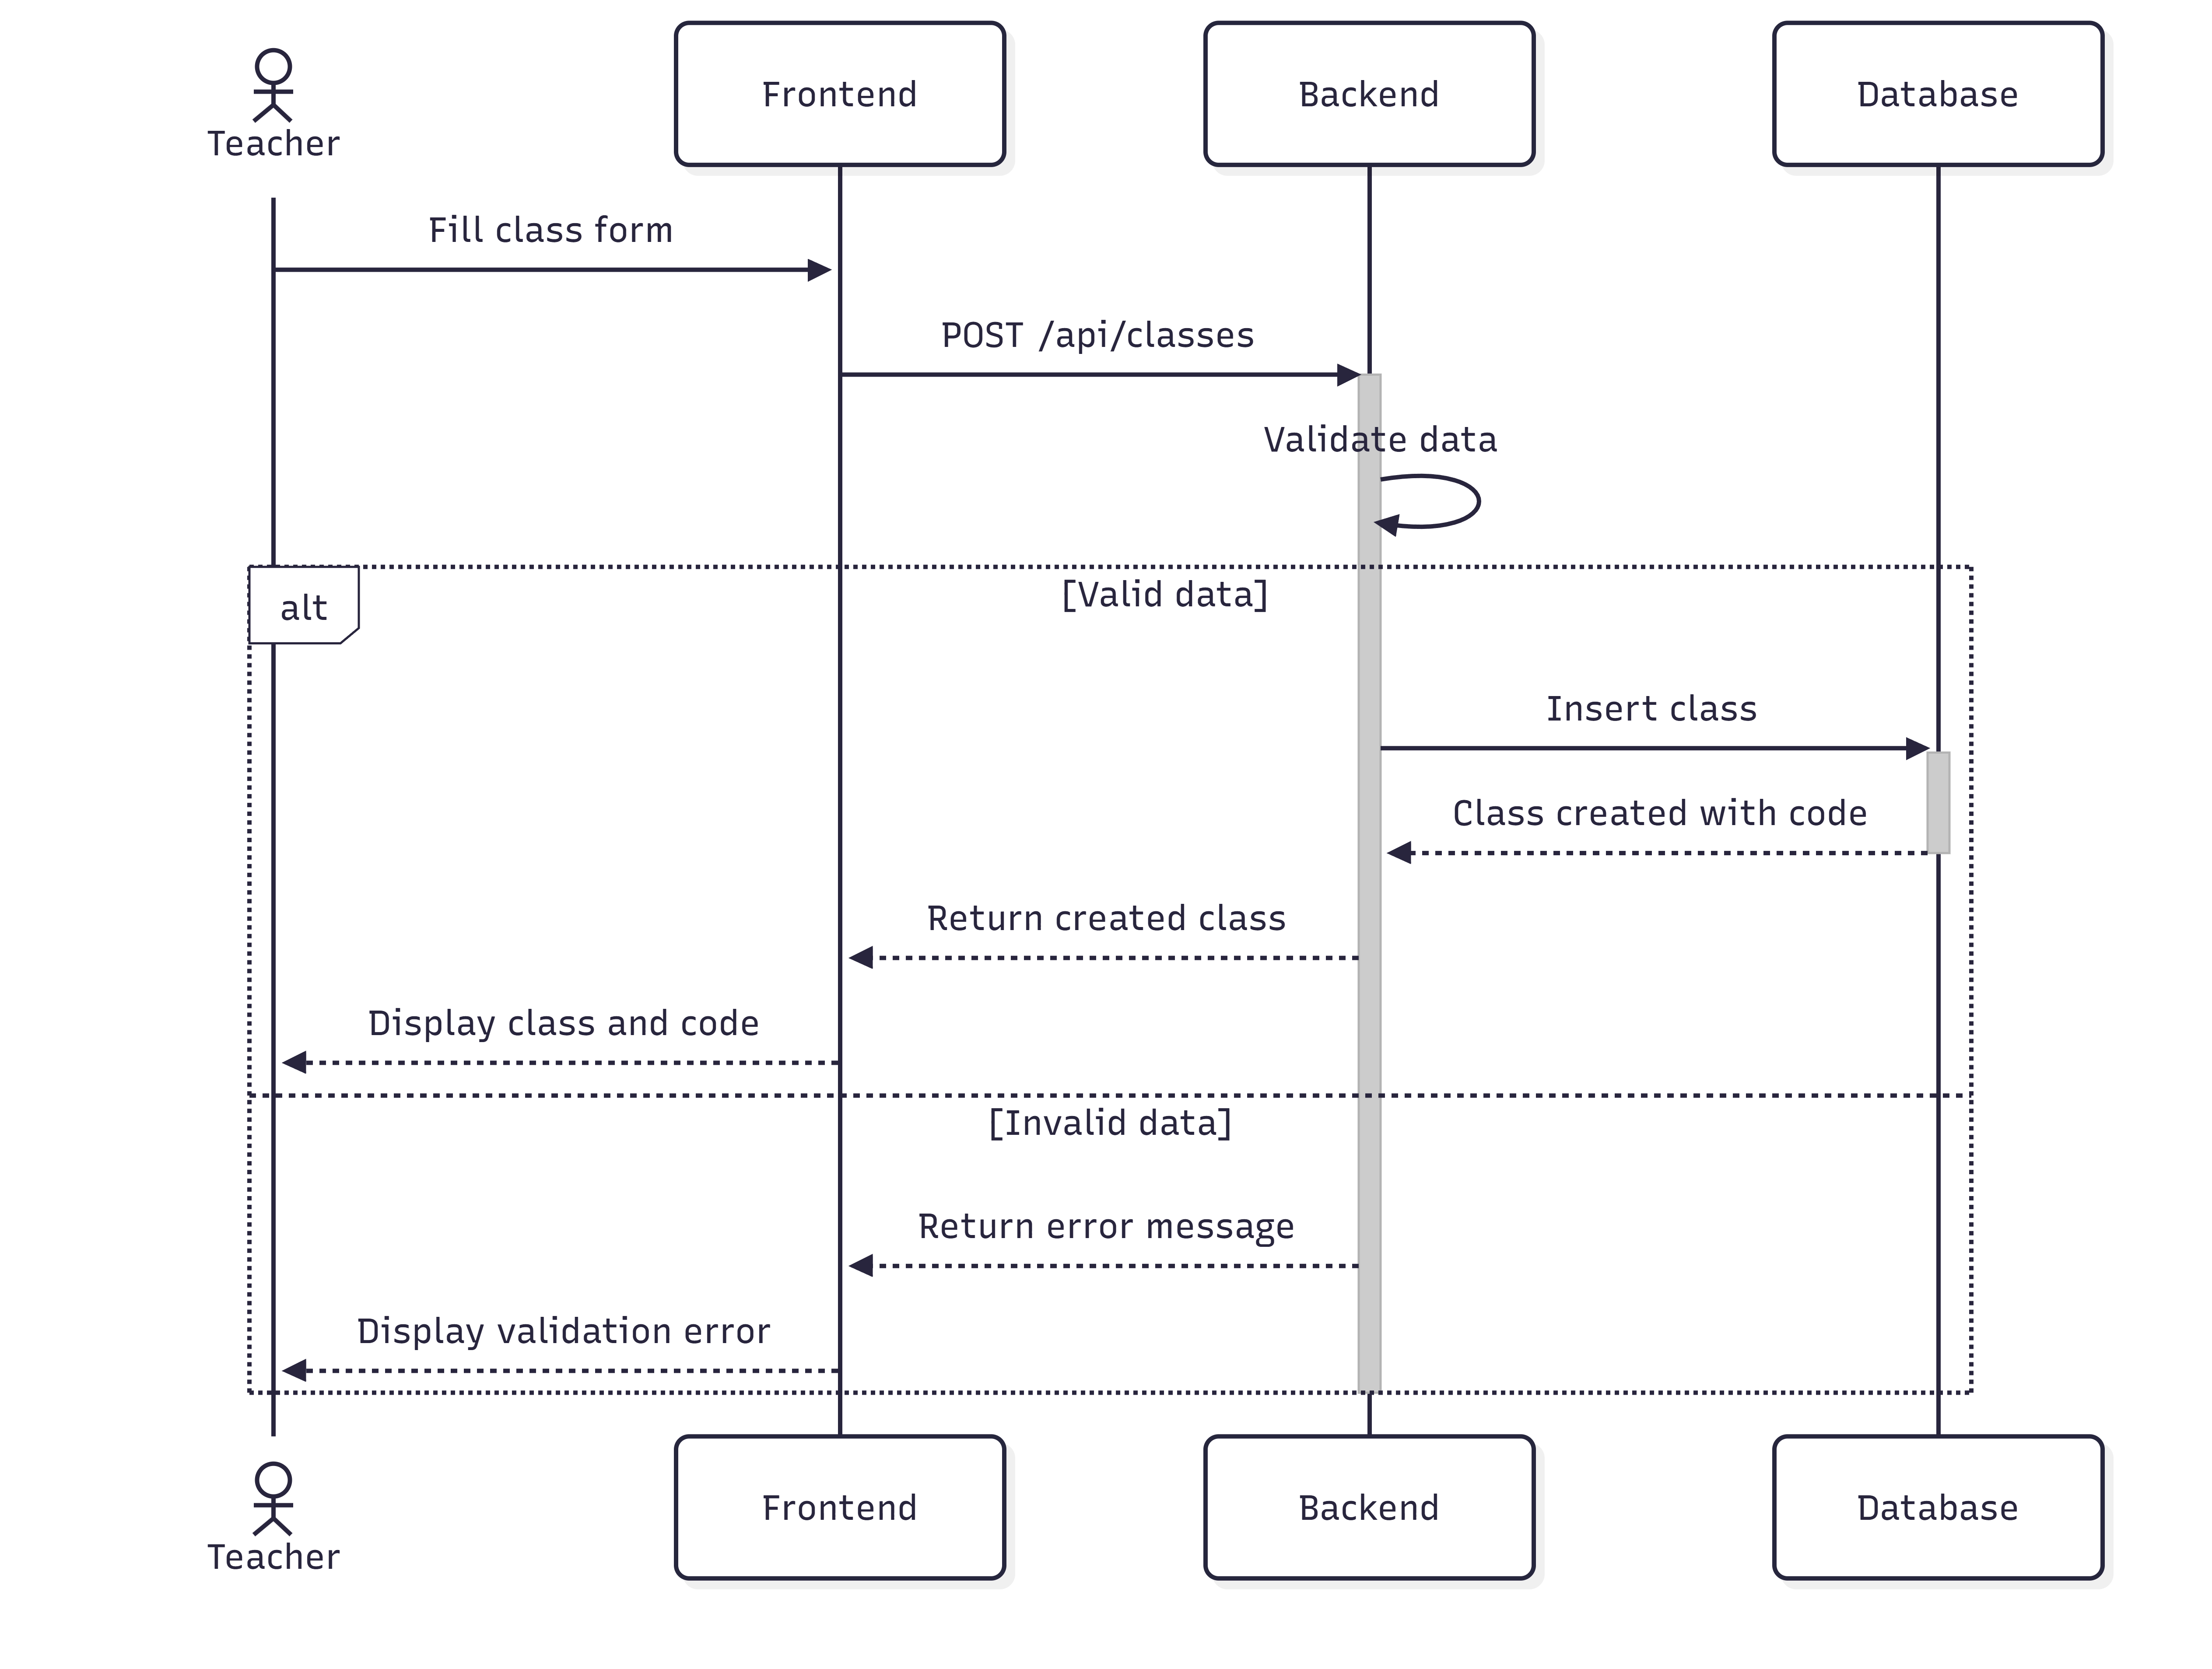 Teacher
Frontend
Backend
Database
Fill class form
POST /api/classes
Validate data
alt
[Valid data]
Insert class
Class created with code
Return created class
Display class and code
[Invalid data]
Return error message
Display validation error
Teacher
Frontend
Backend
Database